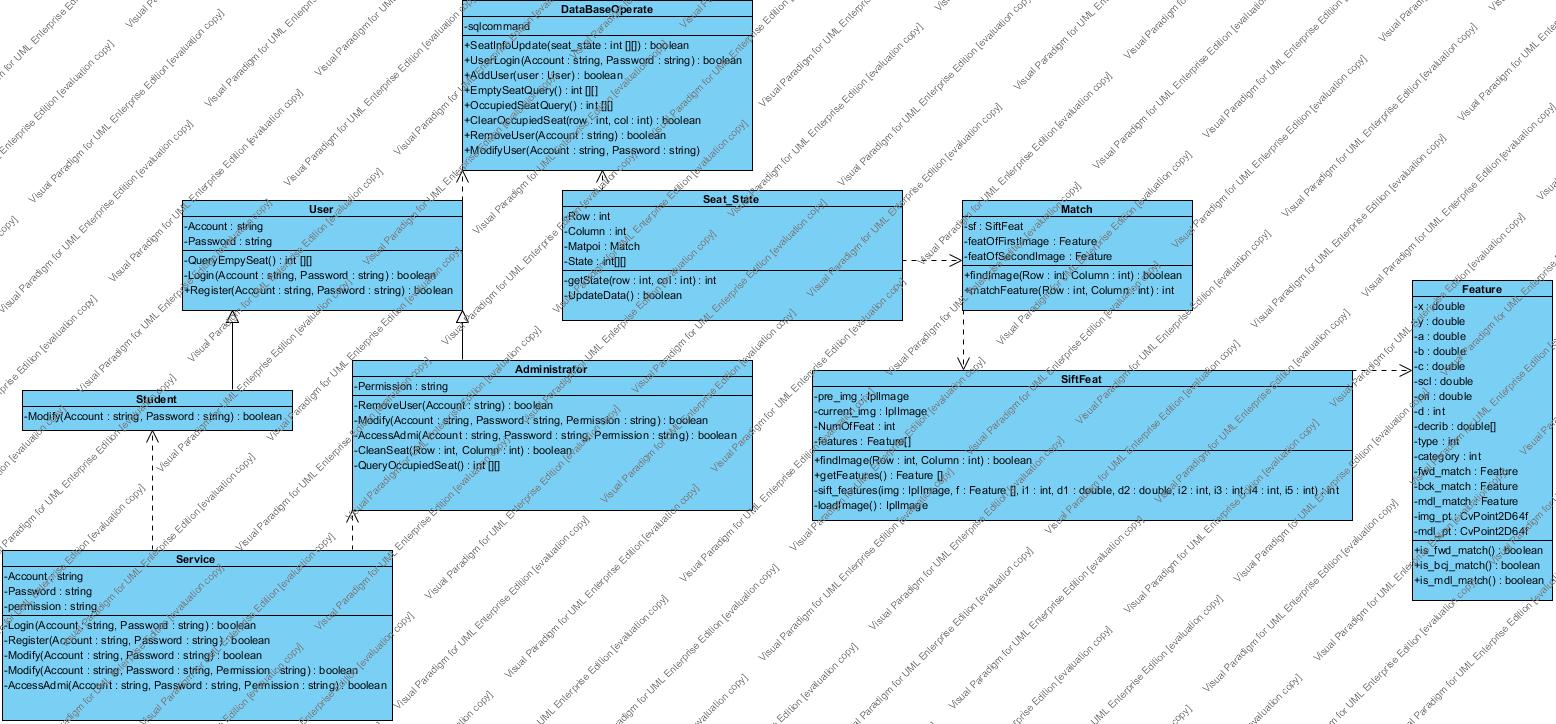 DataBaseOperate
-sqlcommand
+SeatInfoUpdate(seat_state : int [][]) : boolean
+UserLogin(Account : string, Password : string) : boolean
+AddUser(user : User) : boolean
+EmptySeatQuery() : int [][]
+OccupiedSeatQuery() : int [][]
+ClearOccupiedSeat(row : int, col : int) : boolean
+RemoveUser(Account : string) : boolean
+ModifyUser(Account : string, Password : string)
User
-Account : string
-Password : string
-QueryEmpySeat() : int [][]
-Login(Account : string, Password : string) : boolean
+Register(Account : string, Password : string) : boolean
Seat_State
-Row : int
-Column : int
-Matpoi : Match
-State : int[][]
-getState(row : int, col : int) : int
-UpdateData() : boolean
Match
-sf : SiftFeat
-featOfFirstImage : Feature
-featOfSecondImage : Feature
+findImage(Row : int, Column : int) : boolean
+matchFeature(Row : int, Column : int) : int
Feature
-x : double
-y : double
-a : double
-b : double
-c : double
-scl : double
-ori : double
-d : int
-decrib : double[]
-type : int
-category : int
-fwd_match : Feature
-bck_match : Feature
-mdl_match : Feature
-img_pt : CvPoint2D64f
-mdl_pt : CvPoint2D64f
+is_fwd_match() : boolean
+is_bcj_match() : boolean
+is_mdl_match() : boolean
Student
-Modify(Account : string, Password : string) : boolean
Administrator
-Permission : string
-RemoveUser(Account : string) : boolean
-Modify(Account : string, Password : string, Permission : string) : boolean
-AccessAdmi(Account : string, Password : string, Permission : string) : boolean
-CleanSeat(Row : int, Column : int) : boolean
-QueryOccupiedSeat() : int [][]
SiftFeat
-pre_img : IplImage
-current_img : IplImage
-NumOfFeat : int
-features : Feature[]
+findImage(Row : int, Column : int) : boolean
+getFeatures() : Feature []
-sift_features(img : IplImage, f : Feature [], i1 : int, d1 : double, d2 : double, i2 : int, i3 : int, i4 : int, i5 : int) : int
-loadImage() : IplImage
Service
-Account : string
-Password : string
-permission : string
-Login(Account : string, Password : string) : boolean
-Register(Account : string, Password : string) : boolean
-Modify(Account : string, Password : string) : boolean
-Modify(Account : string, Password : string, Permission : string) : boolean
-AccessAdmi(Account : string, Password : string, Permission : string) : boolean
Visual Paradigm for UML Enterprise Edition [evaluation copy]